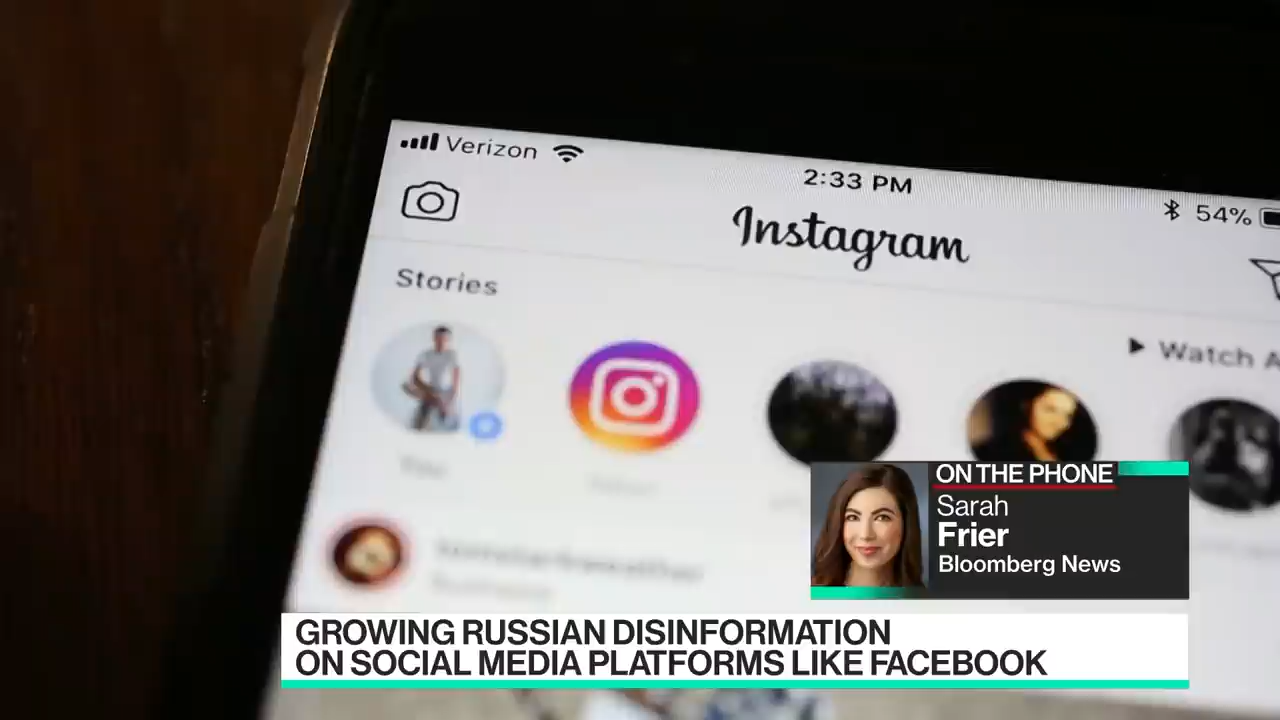 Verizon
2:33 PM
54%
Instagram
Stories
Watch A
ON THE PHONE
Sarah
Frier
Bloomberg News
GROWING RUSSIAN DISINFORMATION
ON SOCIAL MEDIA PLATFORMS LIKE FACEBOOK